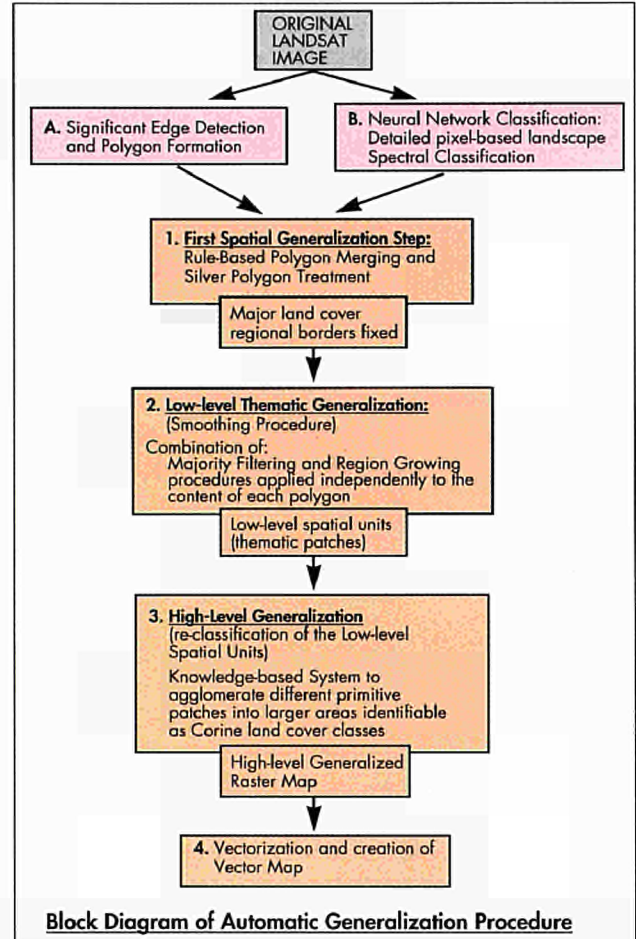 ORIGINAL
LANDSAT
IMAGE
A. Significant Edge Detection
and Polygon Formation
B. Neural Network Classification:
Detailed pixel-based landscape
Spectral Classification
1. First Spatial Generalization Step:
Rule-Based Polygon Merging and
Silver Polygon Treatment
Major land cover
regional borders fixed
2. Low-level Thematic Generalization:
(Smoothing Procedure)
Combination of:
Majority Filtering and Region Growing
procedures applied independently to the
content of each polygon
Low-level spatial units
(thematic patches)
3. High-Level Generalization
(re-classification of the Low-level
Spatial Units)
Knowledge-based System to
agglomerate different primitive
patches into larger areas identifiable
as Corine land cover classes
High-level Generalized
Raster Map
4. Vectorization and creation of
Vector Map
Block Diagram of Automatic Generalization Procedure